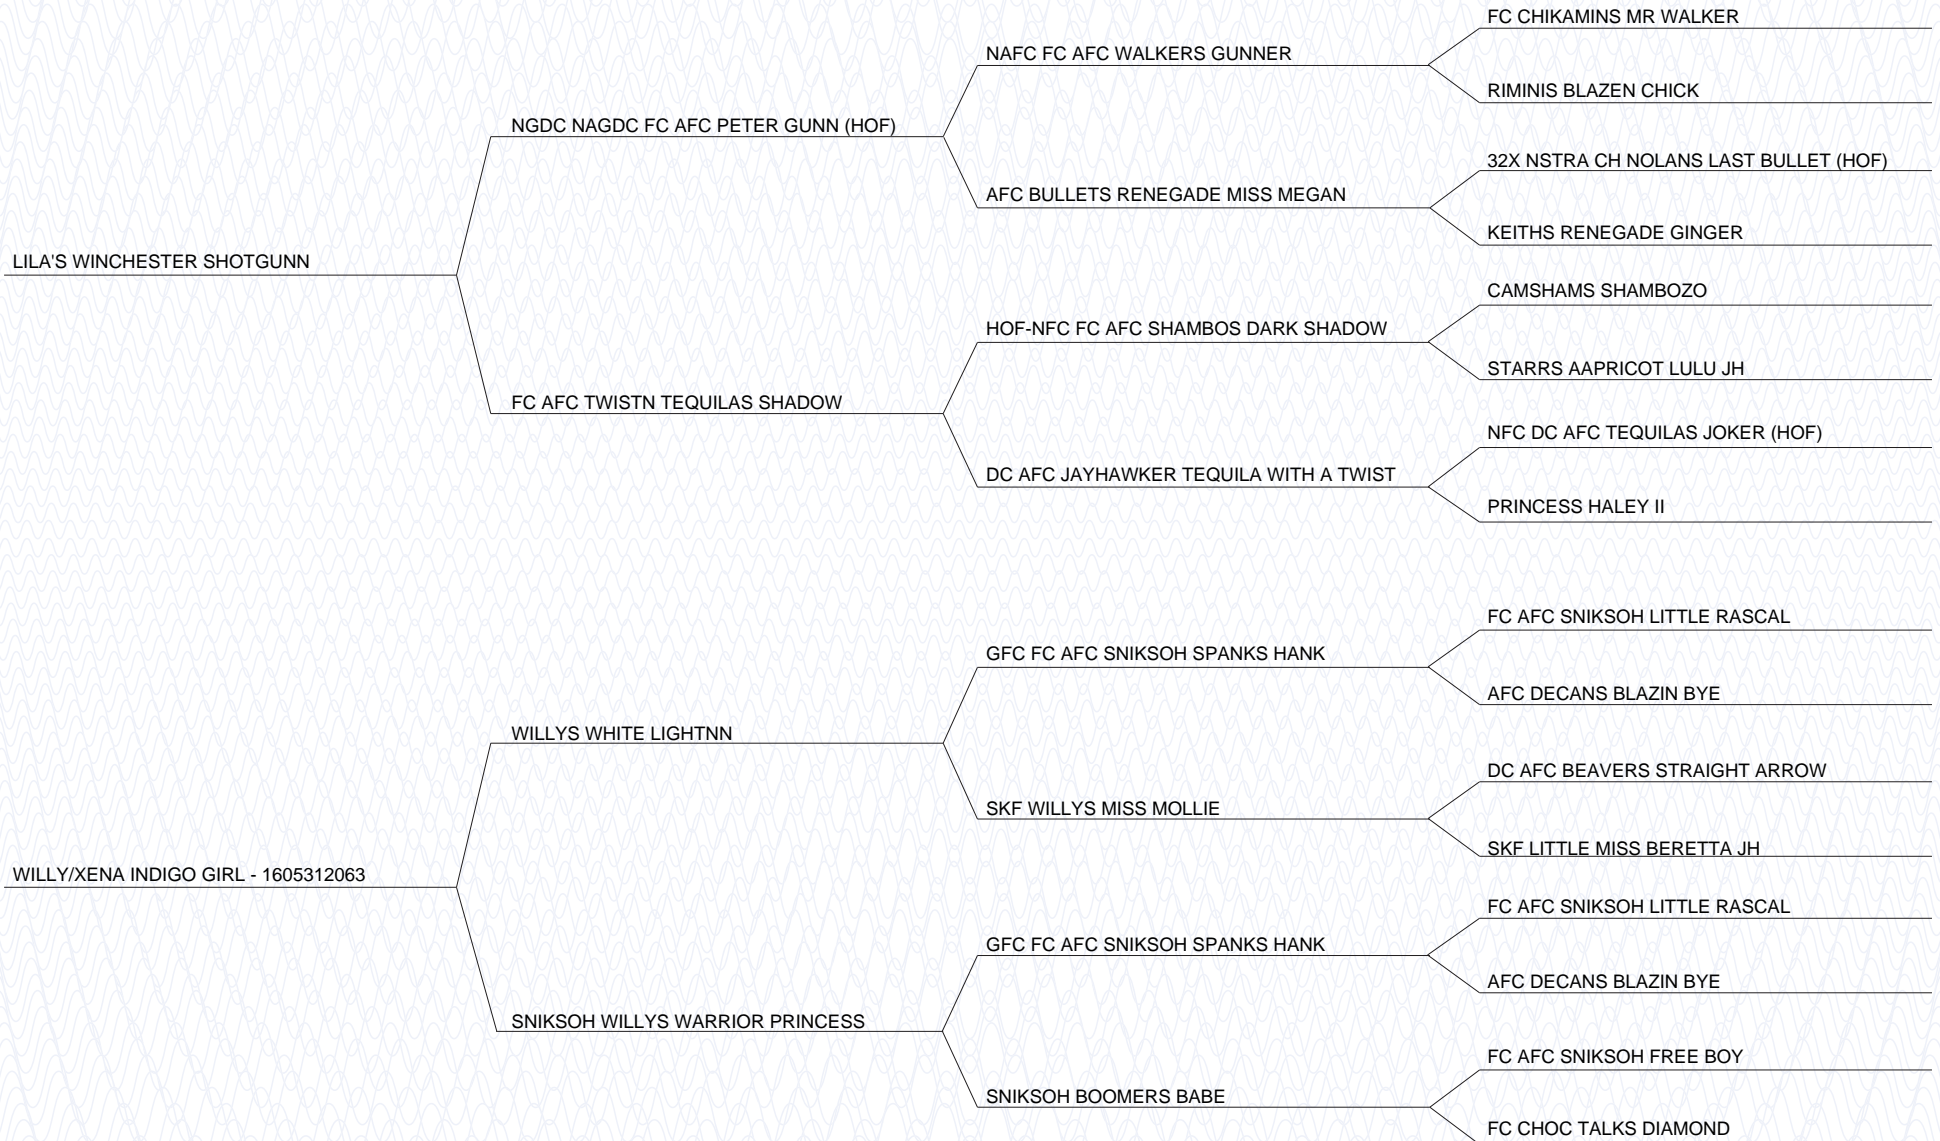 FC CHIKAMINS MR WALKER
NAFC FC AFC WALKERS GUNNER
RIMINIS BLAZEN CHICK
NGDC NAGDC FC AFC PETER GUNN (HOF)
32X NSTRA CH NOLANS LAST BULLET (HOF)
AFC BULLETS RENEGADE MISS MEGAN
KEITHS RENEGADE GINGER
LILA'S WINCHESTER SHOTGUNN
CAMSHAMS SHAMBOZO
HOF-NFC FC AFC SHAMBOS DARK SHADOW
STARRS AAPRICOT LULU JH
FC AFC TWISTN TEQUILAS SHADOW
NFC DC AFC TEQUILAS JOKER (HOF)
DC AFC JAYHAWKER TEQUILA WITH A TWIST
PRINCESS HALEY II
FC AFC SNIKSOH LITTLE RASCAL
GFC FC AFC SNIKSOH SPANKS HANK
AFC DECANS BLAZIN BYE
WILLYS WHITE LIGHTNN
DC AFC BEAVERS STRAIGHT ARROW
SKF WILLYS MISS MOLLIE
SKF LITTLE MISS BERETTA JH
WILLY/XENA INDIGO GIRL - 1605312063
FC AFC SNIKSOH LITTLE RASCAL
GFC FC AFC SNIKSOH SPANKS HANK
AFC DECANS BLAZIN BYE
SNIKSOH WILLYS WARRIOR PRINCESS
FC AFC SNIKSOH FREE BOY
SNIKSOH BOOMERS BABE
FC CHOC TALKS DIAMOND